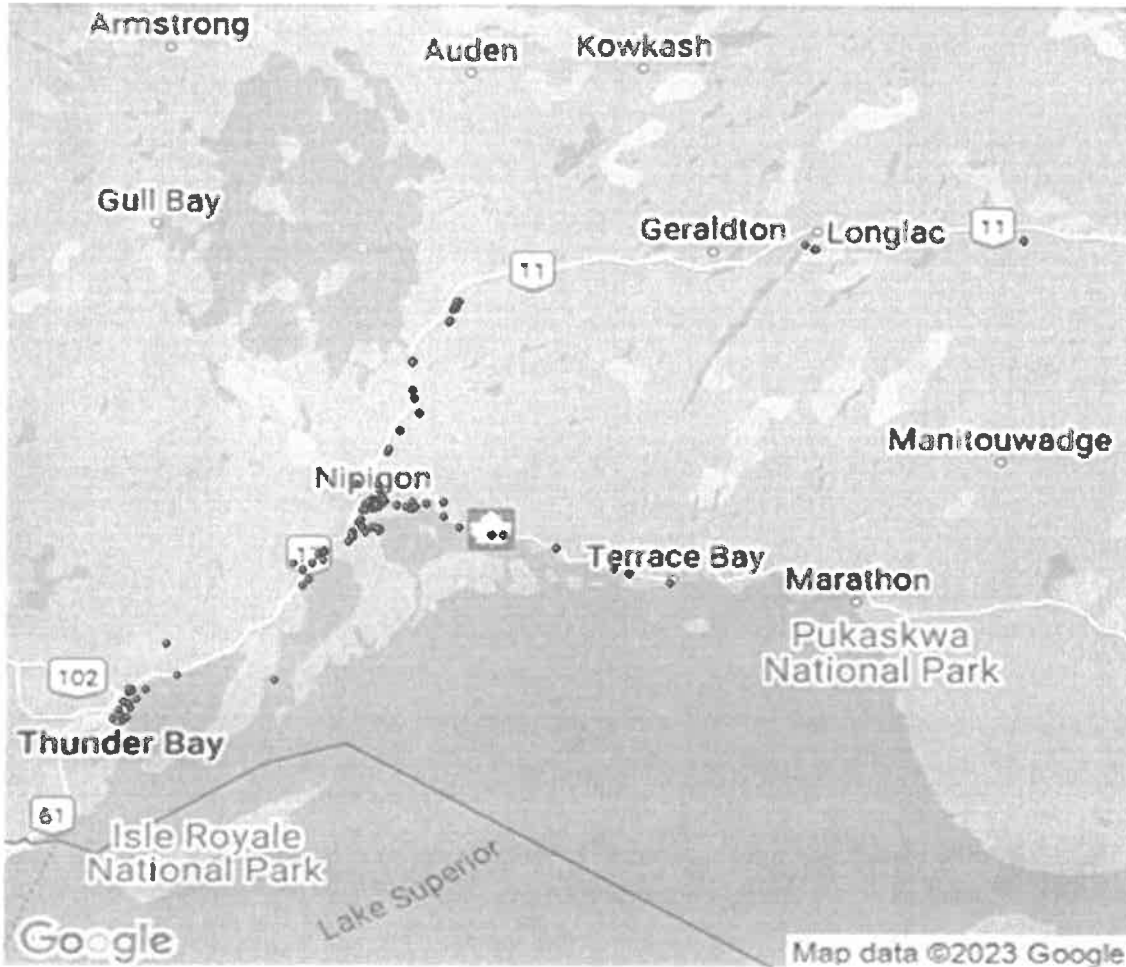 Armstrong
Auden
Kowkash
Gull Bay
Geraldton
Longlac
11
11
Nipigon
Manitouwadge
Terrace Bay
Marathon
Pukaskwa
National Park
102
Thunder Bay
61
Isle Royale
National Park
Lake Superior
Google
Map data ©2023 Google